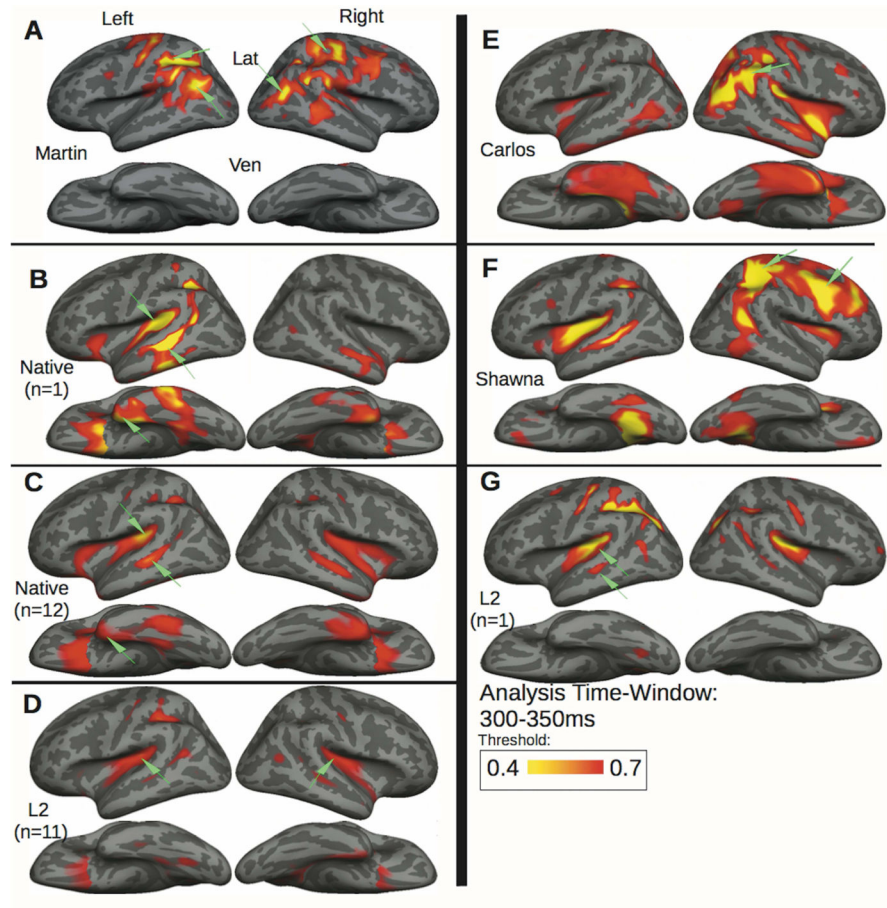 A
Left
Right
Lat
Martin
Ven
B
Native
(n=1)
C
Native
(n=12)
D
L2
(n=11)
E
Carlos
F
Shawna
G
L2
(n=1)
Analysis Time-Window:
300-350ms
Threshold:
0.4 0.7